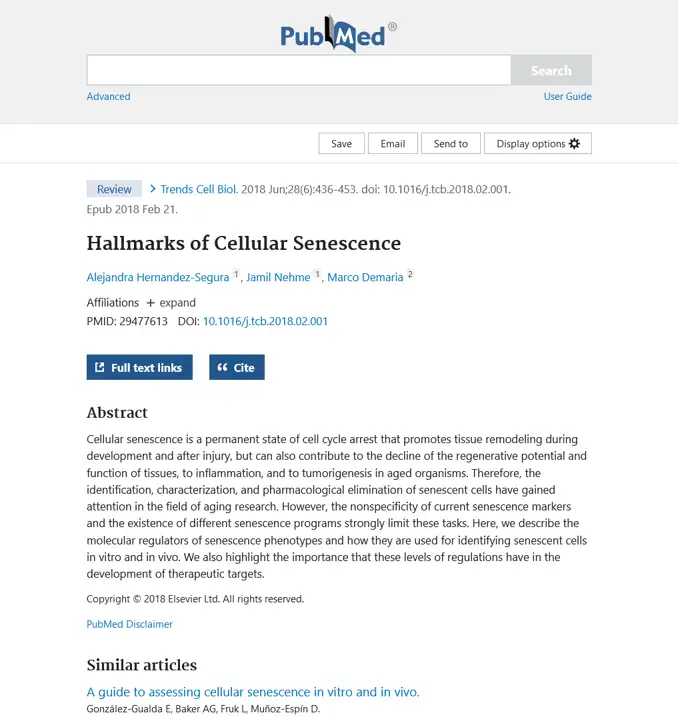 PubMed®
Search
Advanced
User Guide
Save
Email
Send to
Display options
Review
Trends Cell Biol. 2018 Jun;28(6):436-453. doi: 10.1016/j.tcb.2018.02.001.
Epub 2018 Feb 21.
Hallmarks of Cellular Senescence
Alejandra Hernandez-Segura 1, Jamil Nehme 1, Marco Demaria 2
Affiliations + expand
PMID: 29477613 DOI: 10.1016/j.tcb.2018.02.001
Full text links
Cite
Abstract
Cellular senescence is a permanent state of cell cycle arrest that promotes tissue remodeling during
development and after injury, but can also contribute to the decline of the regenerative potential and
function of tissues, to inflammation, and to tumorigenesis in aged organisms. Therefore, the
identification, characterization, and pharmacological elimination of senescent cells have gained
attention in the field of aging research. However, the nonspecificity of current senescence markers
and the existence of different senescence programs strongly limit these tasks. Here, we describe the
molecular regulators of senescence phenotypes and how they are used for identifying senescent cells
in vitro and in vivo. We also highlight the importance that these levels of regulations have in the
development of therapeutic targets.
Copyright © 2018 Elsevier Ltd. All rights reserved.
PubMed Disclaimer
Similar articles
A guide to assessing cellular senescence in vitro and in vivo.
González-Gualda E, Baker AG, Fruk L, Muñoz-Espín D.